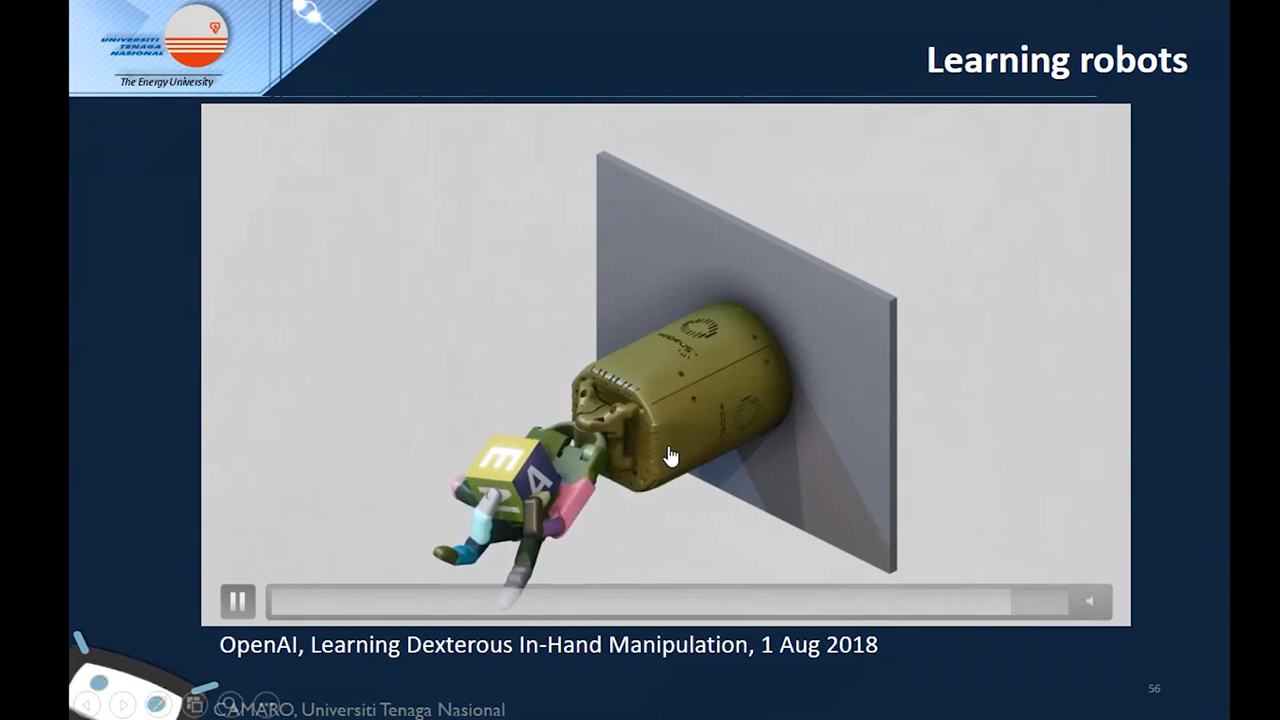 UNIVERSITI
TENAGA
NASIONAL
The Energy University
Learning robots
E
A
OpenAI, Learning Dexterous In-Hand Manipulation, 1 Aug 2018
56
CAMARO, Universiti Tenaga Nasional